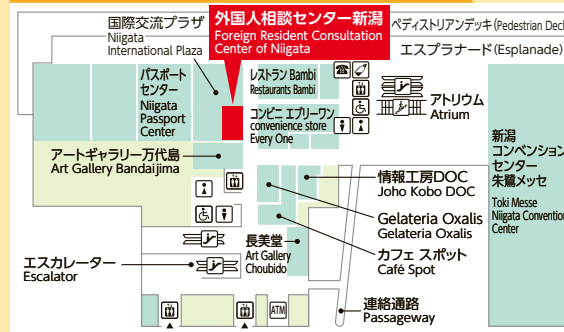 国際交流プラザ
Niigata
International Plaza
外国人相談センター新潟
Foreign Resident Consultation
Center of Niigata
ペディストリアンデッキ(Pedestrian Deck
エスプラナード(Esplanade)
パスポート
センター
Niigata
Passport
Center
レストラン Bambi
Restaurants Bambi
コンビニ エブリーワン
convenience store
Every One
アトリウム
Atrium
新潟
コンベンション
センター
朱鷺メッセ
Toki Messe
Niigata Convention
Center
アートギャラリー万代島
Art Gallery Bandaijima
情報工房DOC
Joho Kobo DOC
Gelateria Oxalis
Gelateria Oxalis
カフェ スポット
Café Spot
長美堂
Art Gallery
Choubido
エスカレーター
Escalator
ATM
連絡通路
Passageway